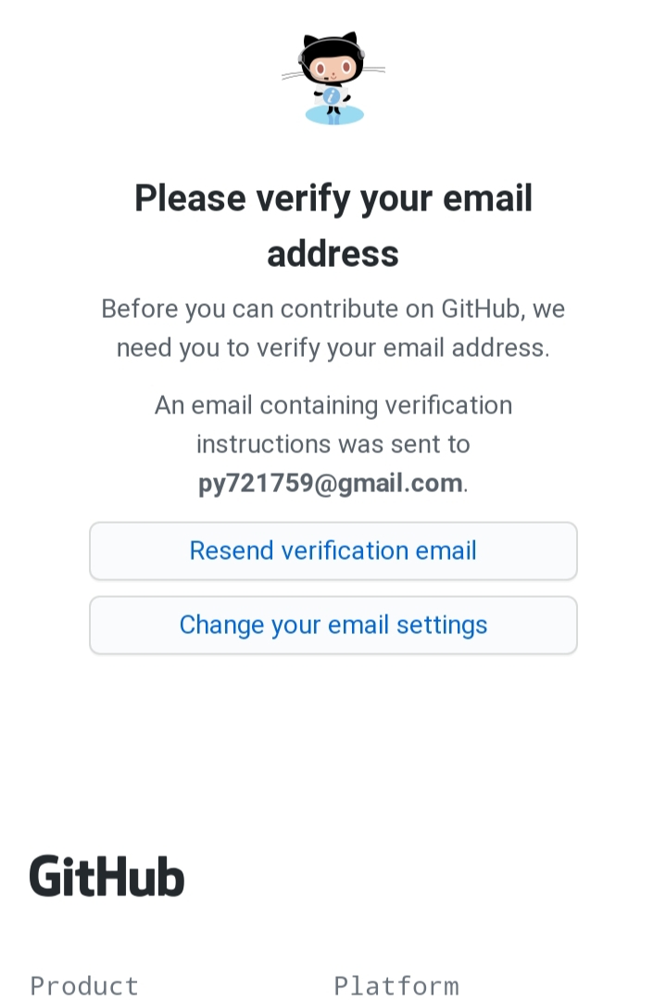 Please verify your email
address
Before you can contribute on GitHub, we
need you to verify your email address.
An email containing verification
instructions was sent to
py721759@gmail.com.
Resend verification email
Change your email settings
GitHub
Product Platform